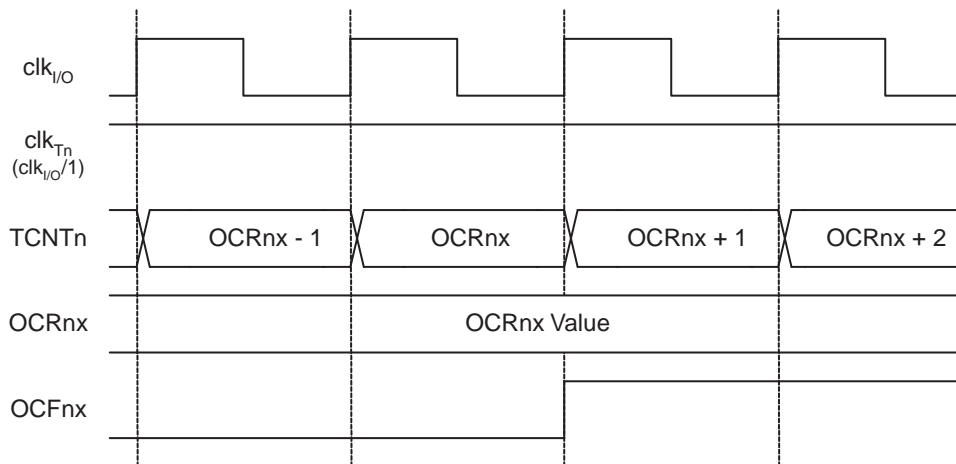 clkI/O
clkTn
(clkI/O/1)
TCNTn OCRnx - 1 OCRnx OCRnx + 1 OCRnx + 2
OCRnx OCRnx Value
OCFnx